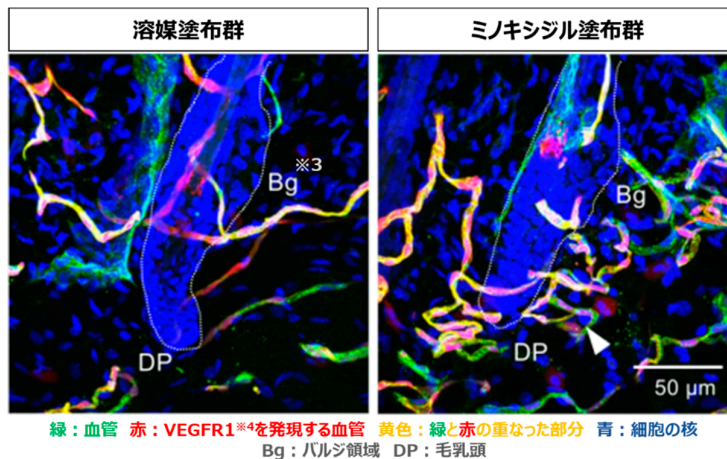 溶媒塗布群
ミノキシジル塗布群
※3
Bg
Bg
DP
DP
50 μm
緑：血管 赤：VEGFR1※4を発現する血管 黄色：緑と赤の重なった部分 青：細胞の核
Bg：バルジ領域 DP：毛乳頭